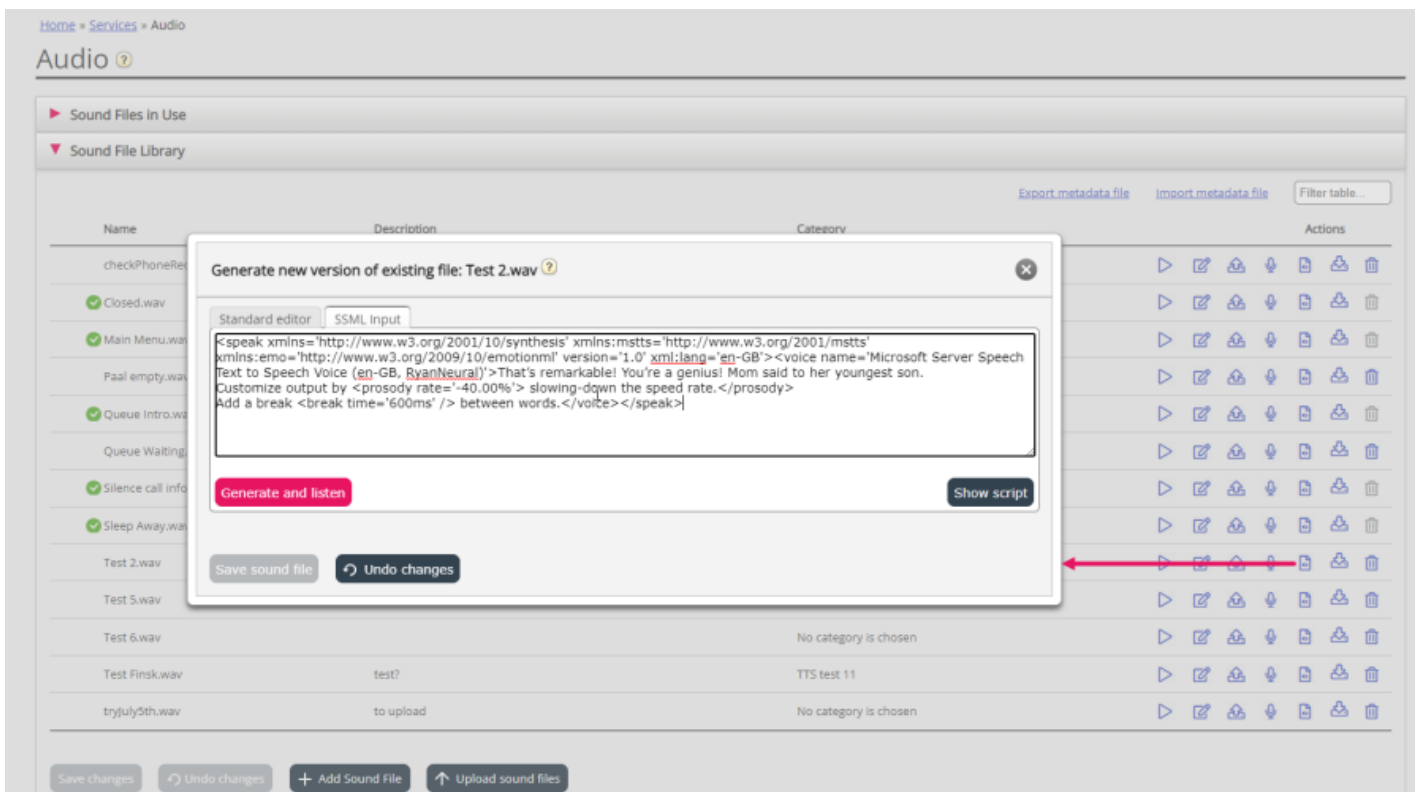 Home » Services » Audio
Audio ?
Sound Files in Use
Sound File Library
Export metadata file Import metadata file Filter table...
Name Description Category Actions
checkPhoneRec
Closed.wav
Main Menu.wav
Paal empty.wav
Queue Intro.wa
Queue Waiting.
Silence call info
Sleep Away.wav
Test 2.wav
Test 5.wav
Test 6.wav No category is chosen
Test Finsk.wav test? TTS test 11
tryJuly5th.wav to upload No category is chosen
Generate new version of existing file: Test 2.wav ?
Standard editor SSML Input
<speak xmlns='http://www.w3.org/2001/10/synthesis' xmlns:mstts='http://www.w3.org/2001/mstts'
xmlns:emo='http://www.w3.org/2009/10/emotionml' version='1.0' xml:lang='en-GB'><voice name='Microsoft Server Speech
Text to Speech Voice (en-GB, RyanNeural)'>That's remarkable! You're a genius! Mom said to her youngest son.
Customize output by <prosody rate='-40.00%'> slowing-down the speed rate.</prosody>
Add a break <break time='600ms' /> between words.</voice></speak>
Generate and listen Show script
Save sound file Undo changes
Save changes Undo changes + Add Sound File Upload sound files